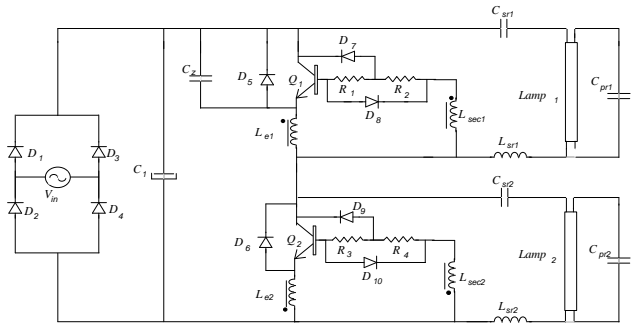 C sr1
D 7
C z
D 5
Q 1
R 1
R 2
D 8
L sec1
Lamp 1
C pr1
L e1
L sr1
D 1
D 3
C 1
V in
D 2
D 4
C sr2
D 9
D 6
Q 2
R 3
R 4
D 10
L sec2
Lamp 2
C pr2
L e2
L sr2